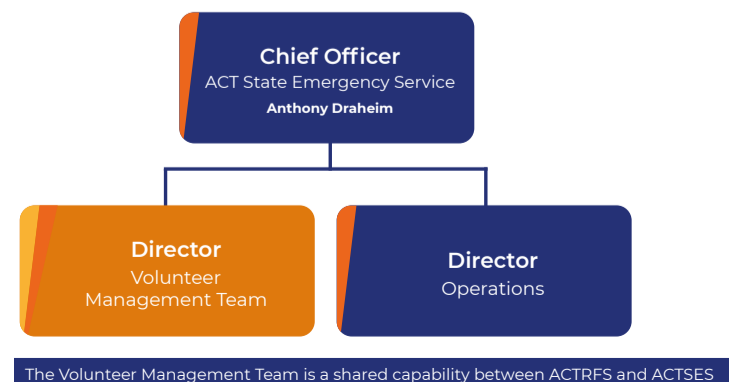 Chief Officer
ACT State Emergency Service
Anthony Draheim
Director
Volunteer
Management Team
Director
Operations
The Volunteer Management Team is a shared capability between ACTRFS and ACTSES